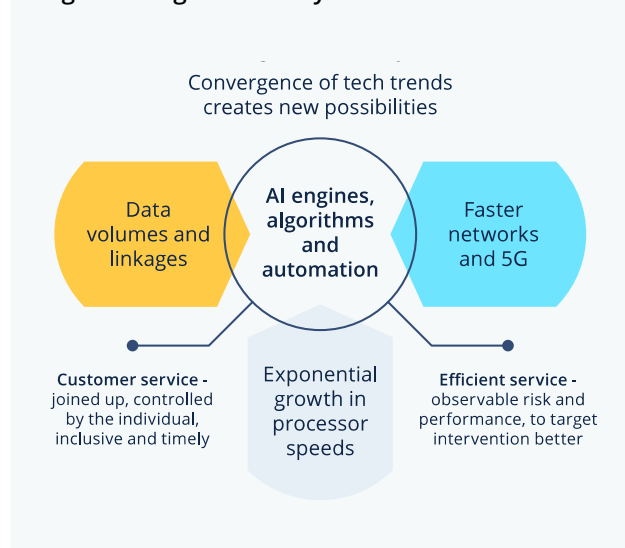 Convergence of tech trends
creates new possibilities
Data
volumes and
linkages
AI engines,
algorithms
and
automation
Faster
networks
and 5G
Customer service -
joined up, controlled
by the individual,
inclusive and timely
Exponential
growth in
processor
speeds
Efficient service -
observable risk and
performance, to target
intervention better